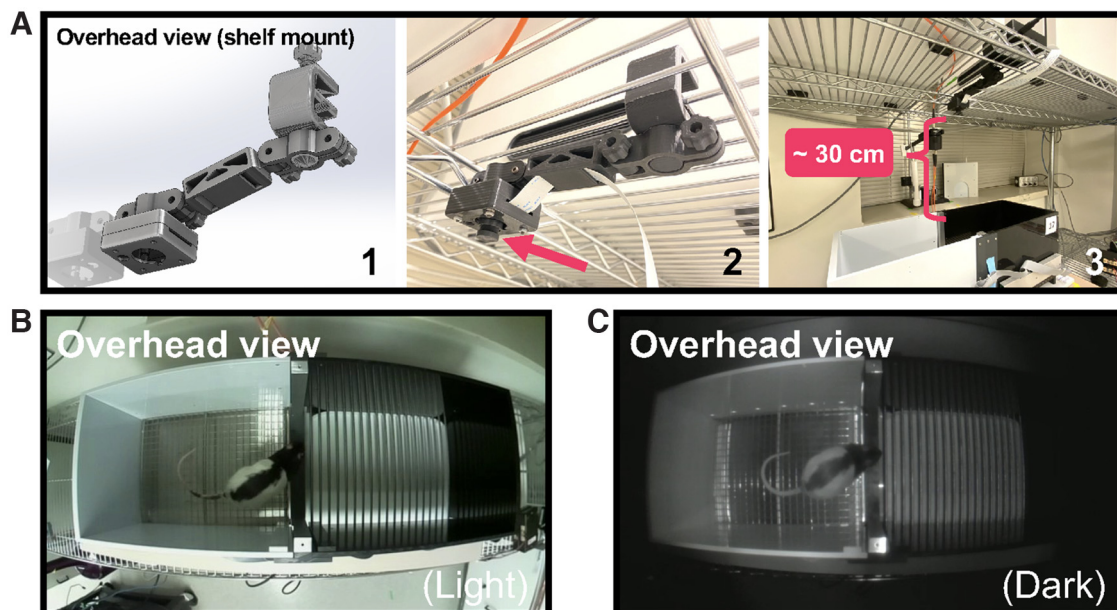 A
Overhead view (shelf mount)
1
2
~ 30 cm
3
B
Overhead view
(Light)
C
Overhead view
(Dark)